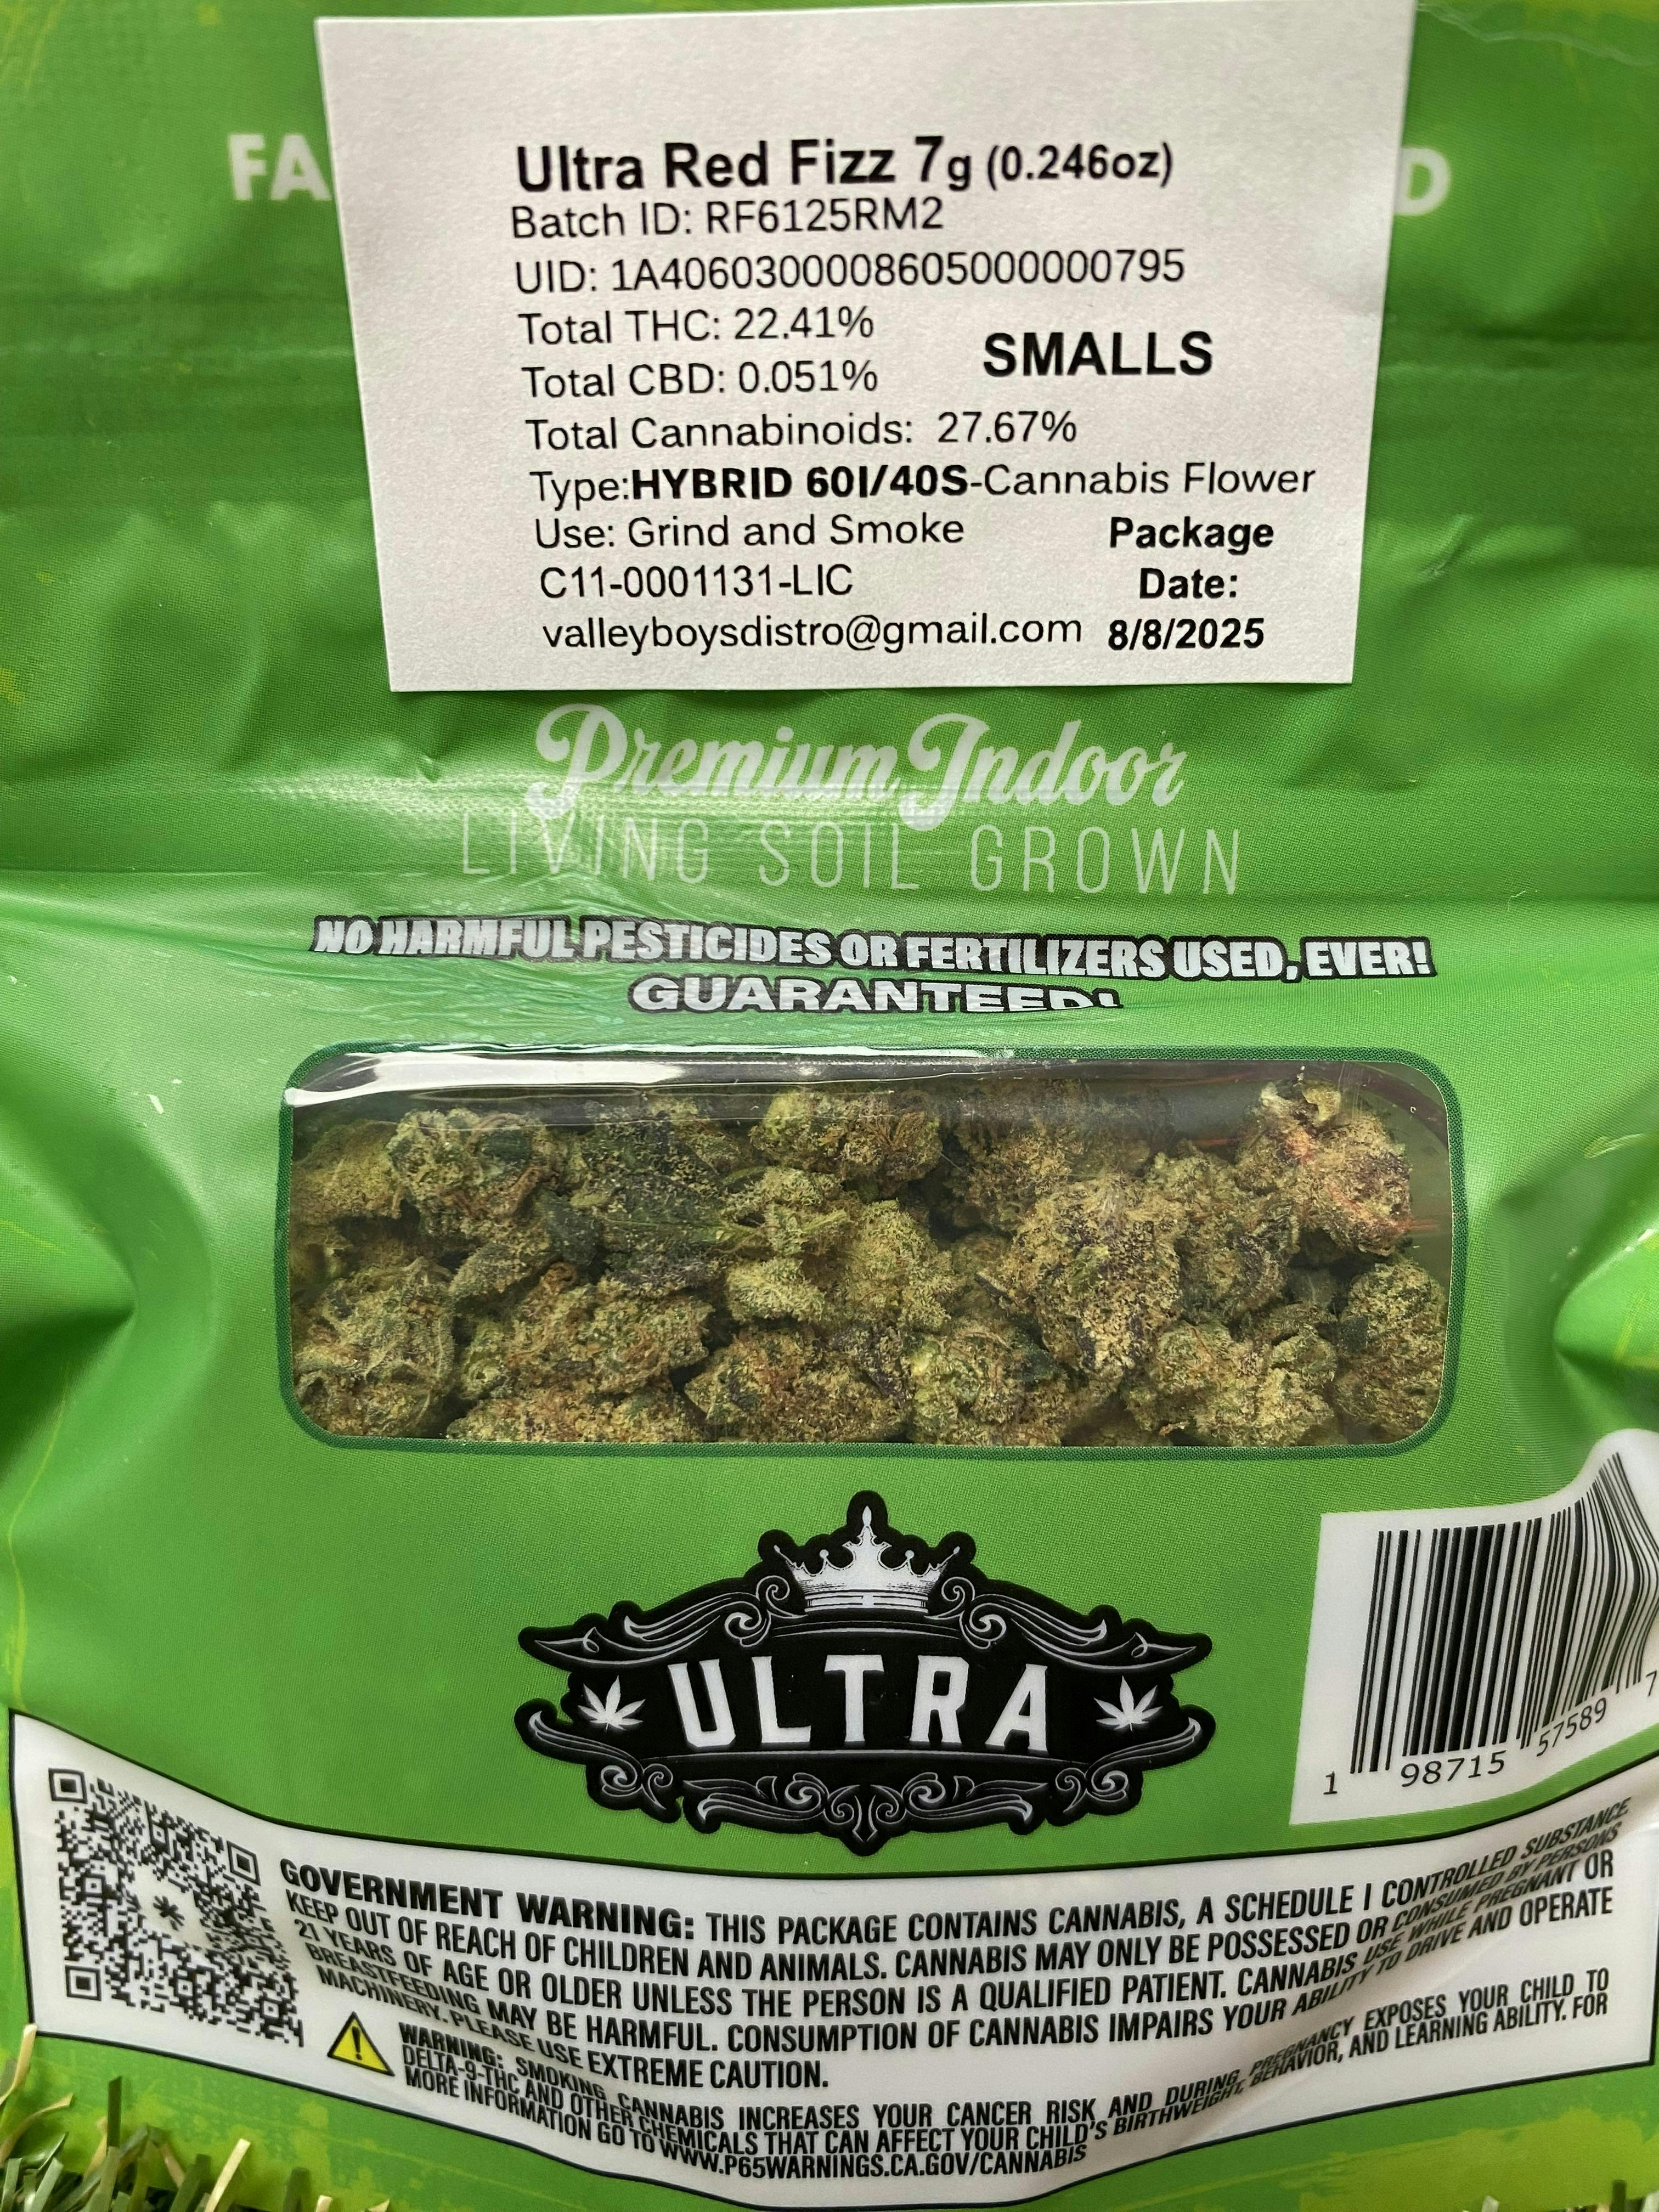 FA
D
Ultra Red Fizz 7g (0.246oz)
Batch ID: RF6125RM2
UID: 1A4060300008605000000795
Total THC: 22.41%
SMALLS
Total CBD: 0.051%
Total Cannabinoids: 27.67%
Type:HYBRID 60I/40S-Cannabis Flower
Use: Grind and Smoke
Package
C11-0001131-LIC
Date:
valleyboysdistro@gmail.com
8/8/2025
Premium Indoor
LIVING SOIL GROWN
NO HARMFUL PESTICIDES OR FERTILIZERS USED, EVER!
GUARANTEED!
ULTRA
1 98715 57589 7
GOVERNMENT WARNING: THIS PACKAGE CONTAINS CANNABIS, A SCHEDULE I CONTROLLED SUBSTANCE
KEEP OUT OF REACH OF CHILDREN AND ANIMALS. CANNABIS MAY ONLY BE POSSESSED OR CONSUMED BY PERSONS
21 YEARS OF AGE OR OLDER UNLESS THE PERSON IS A QUALIFIED PATIENT. CANNABIS USE WHILE PREGNANT OR
BREASTFEEDING MAY BE HARMFUL. CONSUMPTION OF CANNABIS IMPAIRS YOUR ABILITY TO DRIVE AND OPERATE
MACHINERY. PLEASE USE EXTREME CAUTION.
WARNING: SMOKING CANNABIS INCREASES YOUR CANCER RISK AND DURING PREGNANCY EXPOSES YOUR CHILD TO
DELTA-9-THC AND OTHER CHEMICALS THAT CAN AFFECT YOUR CHILD'S BIRTHWEIGHT, BEHAVIOR, AND LEARNING ABILITY. FOR
MORE INFORMATION GO TO WWW.P65WARNINGS.CA.GOV/CANNABIS